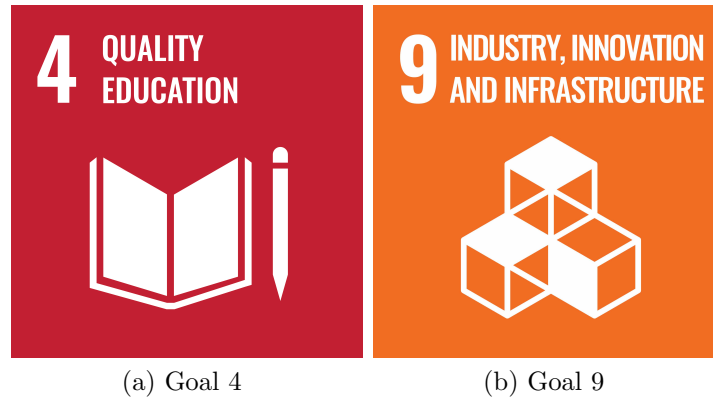 4 QUALITY
EDUCATION
9 INDUSTRY, INNOVATION
AND INFRASTRUCTURE
(a) Goal 4
(b) Goal 9